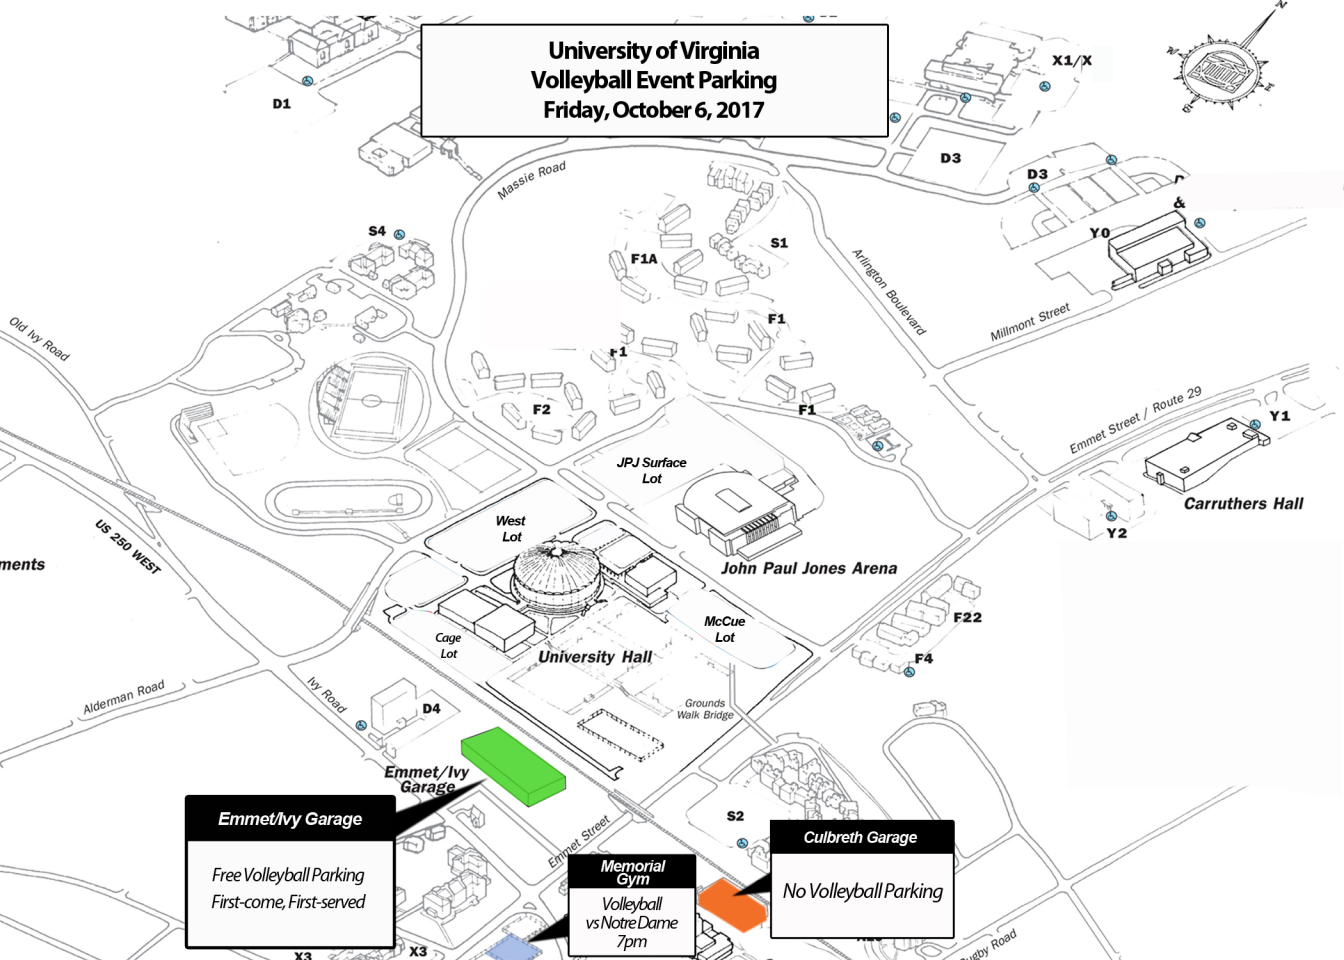 University of Virginia
Volleyball Event Parking
Friday, October 6, 2017
N
S
D1
X1/X
D3
D3
&
Y0
Massie Road
S4
S1
F1A
Arlington Boulevard
Millmont Street
Old Ivy Road
F1
F1
F2
F1
Emmet Street / Route 29
Y1
Carruthers Hall
Y2
JPJ Surface
Lot
West
Lot
John Paul Jones Arena
US 250 WEST
ments
McCue
Lot
Cage
Lot
University Hall
F22
F4
Alderman Road
Ivy Road
D4
Grounds
Walk Bridge
Emmet/Ivy
Garage
S2
Emmet Street
Emmet/Ivy Garage
Free Volleyball Parking
First-come, First-served
Memorial
Gym
Volleyball
vs Notre Dame
7pm
Culbreth Garage
No Volleyball Parking
X3
X3
Rugby Road